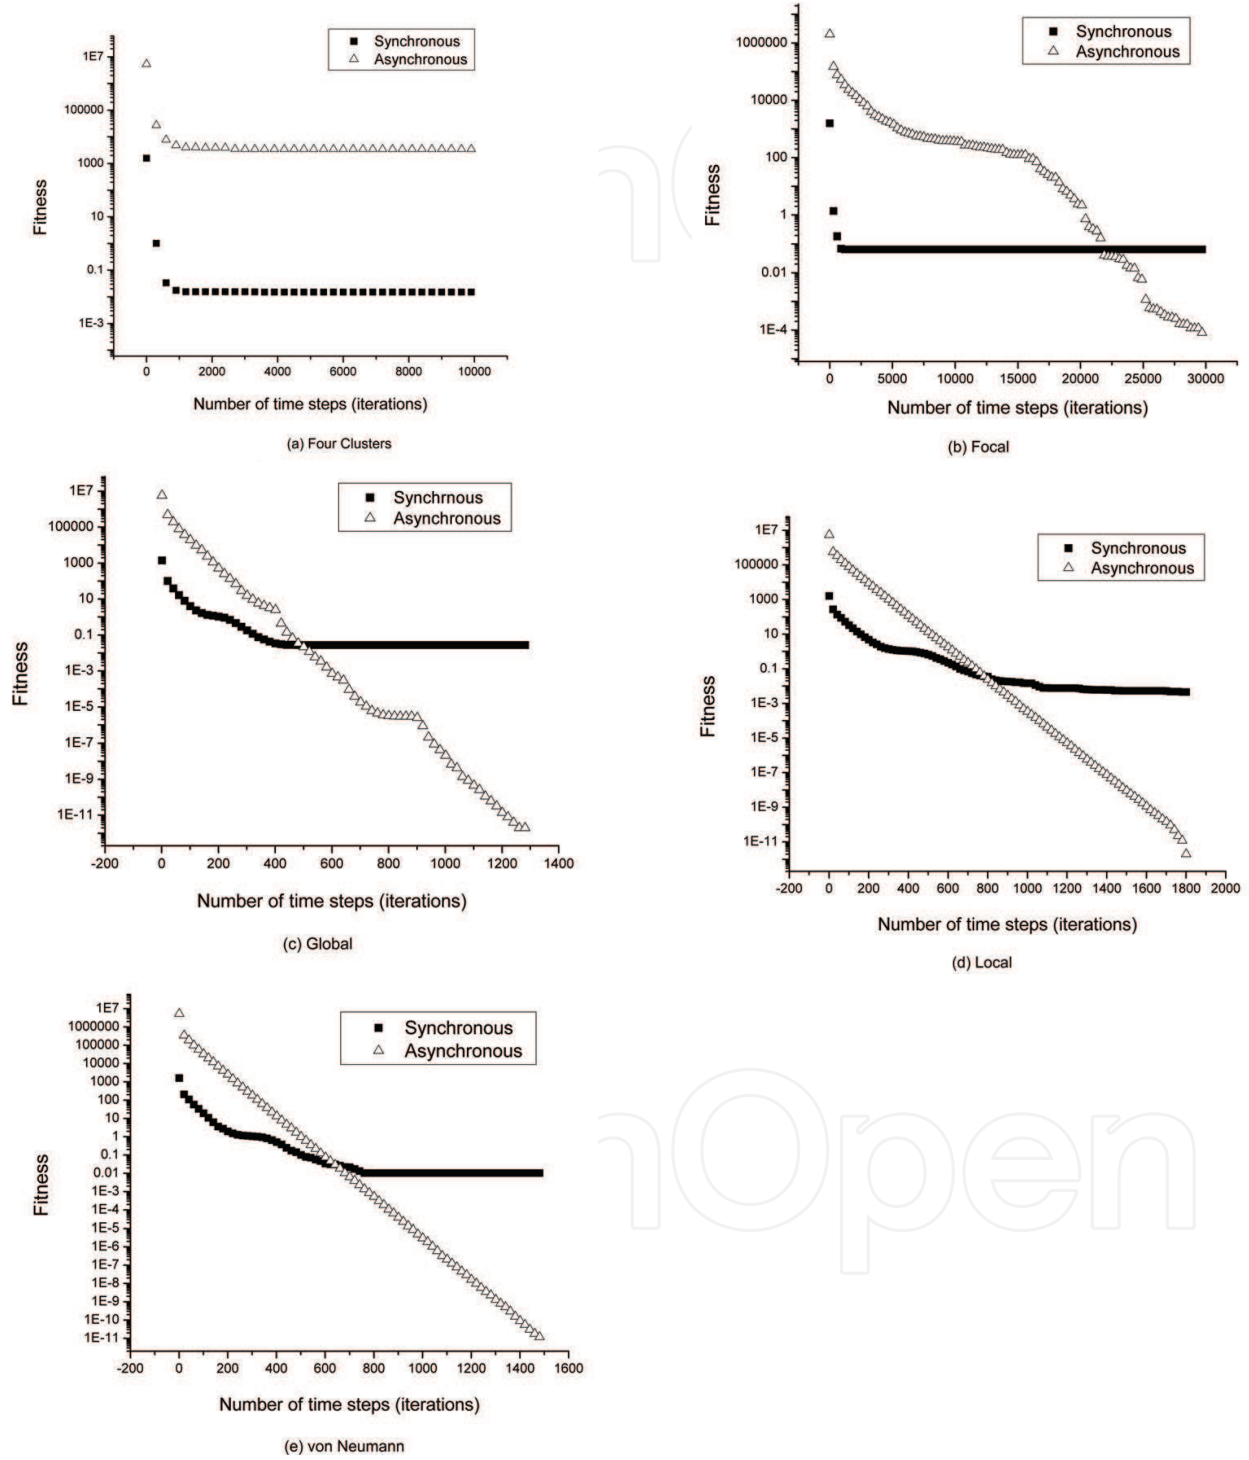 Synchronous
Asynchronous
1E7
100000
1000
10
0.1
1E-3
Fitness
0 2000 4000 6000 8000 10000
Number of time steps (iterations)
(a) Four Clusters
Synchronous
Asynchronous
1000000
10000
100
1
0.01
1E-4
Fitness
0 5000 10000 15000 20000 25000 30000
Number of time steps (iterations)
(b) Focal
Synchrnous
Asynchronous
1E7
100000
1000
10
0.1
1E-3
1E-5
1E-7
1E-9
1E-11
Fitness
-200 0 200 400 600 800 1000 1200 1400
Number of time steps (iterations)
(c) Global
Synchronous
Asynchronous
1E7
100000
1000
10
0.1
1E-3
1E-5
1E-7
1E-9
1E-11
Fitness
-200 0 200 400 600 800 1000 1200 1400 1600 1800 2000
Number of time steps (iterations)
(d) Local
Synchronous
Asynchronous
1E7
1000000
100000
10000
1000
100
10
1
0.1
0.01
1E-3
1E-4
1E-5
1E-6
1E-7
1E-8
1E-9
1E-10
1E-11
Fitness
-200 0 200 400 600 800 1000 1200 1400 1600
Number of time steps (iterations)
(e) von Neumann
nOpen